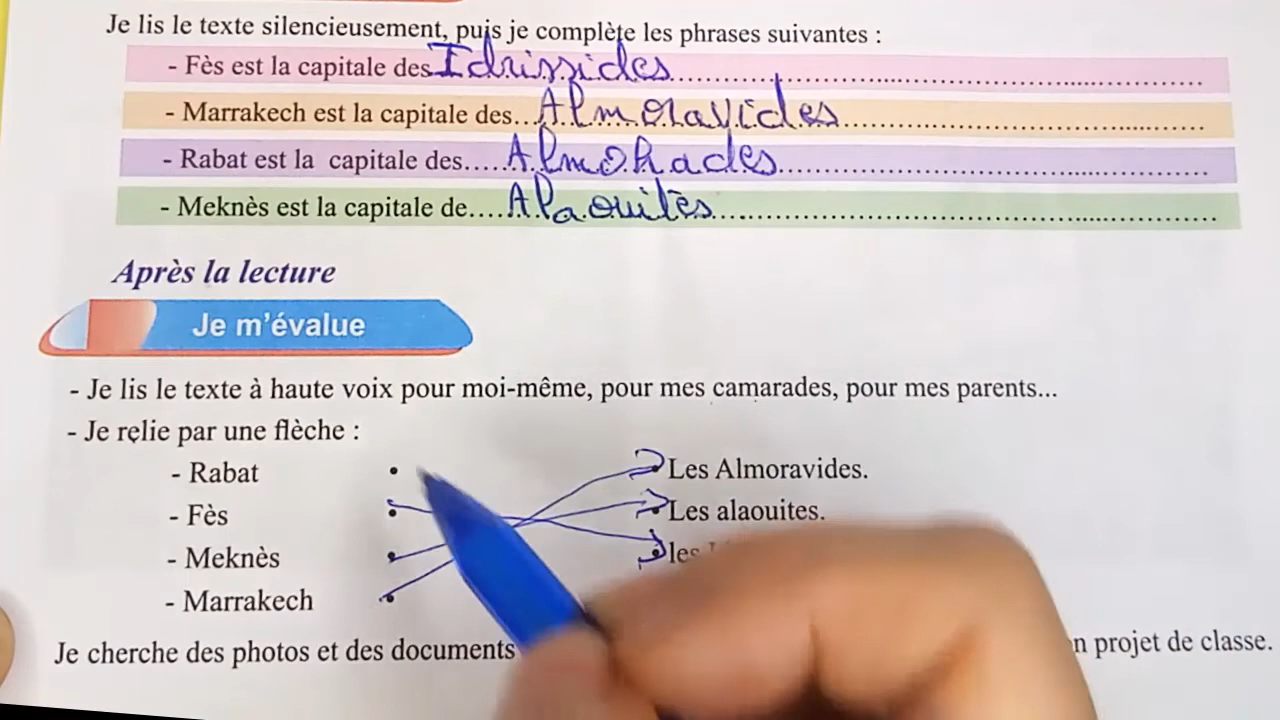 Je lis le texte silencieusement, puis je complète les phrases suivantes :
- Fès est la capitale des Idrissides
- Marrakech est la capitale des... Almoravides
- Rabat est la capitale des..... Almohades
- Meknès est la capitale de.... Alaouitès
Après la lecture
Je m'évalue
- Je lis le texte à haute voix pour moi-même, pour mes camarades, pour mes parents...
- Je relie par une flèche :
- Rabat • • Les Almoravides.
- Fès • • Les alaouites.
- Meknès • • les
- Marrakech •
Je cherche des photos et des documents projet de classe.